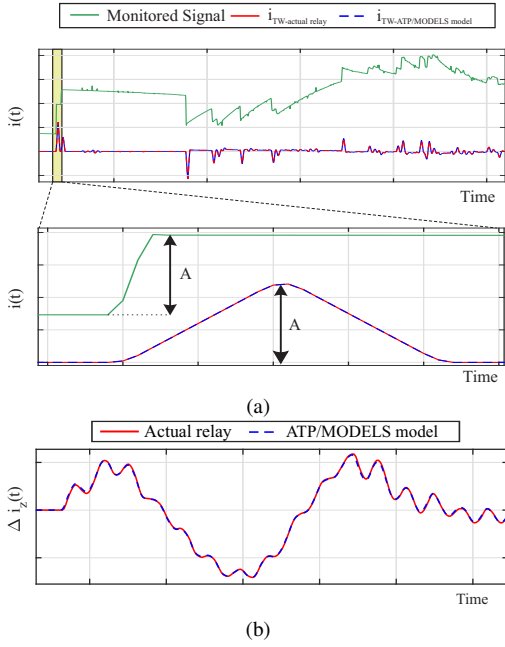 Monitored Signal i_TW-actual relay i_TW-ATP/MODELS model
i(t)
Time
A
A
i(t)
Time
(a)
Actual relay ATP/MODELS model
Δ i_z(t)
Time
(b)